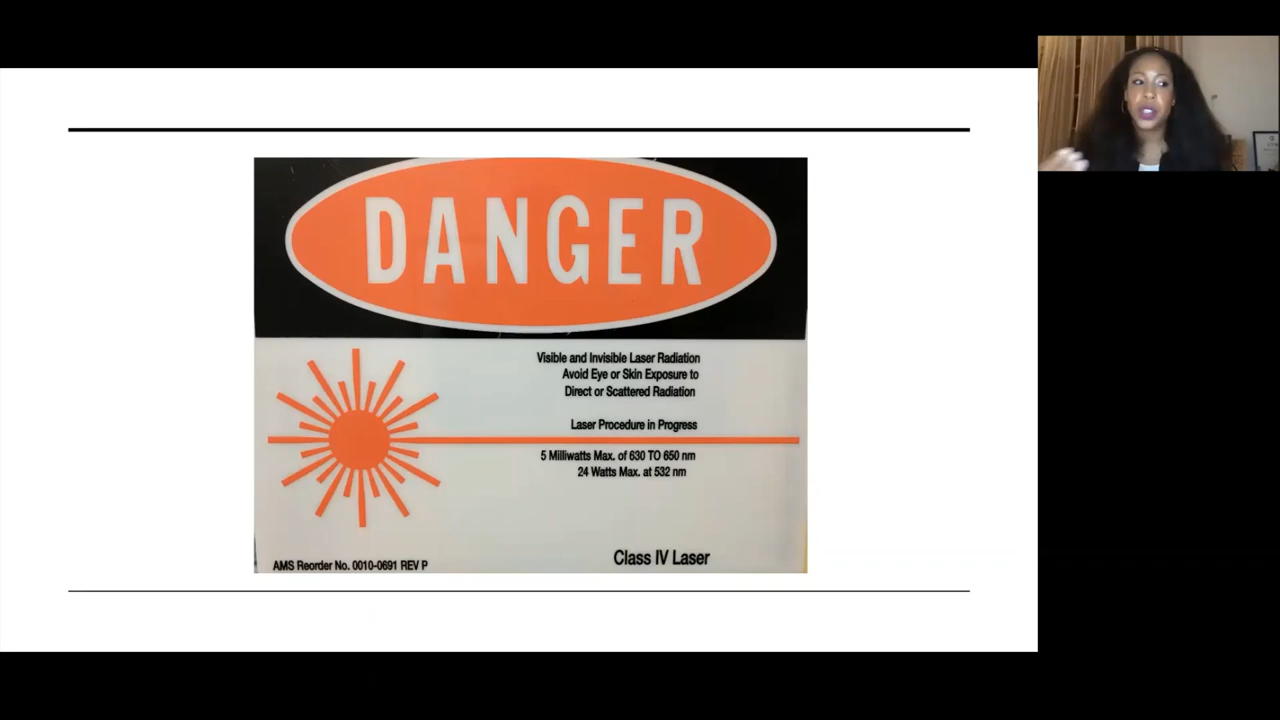 DANGER
Visible and Invisible Laser Radiation
Avoid Eye or Skin Exposure to
Direct or Scattered Radiation
Laser Procedure in Progress
5 Milliwatts Max. of 630 TO 650 nm
24 Watts Max. at 532 nm
Class IV Laser
AMS Reorder No. 0010-0691 REV P